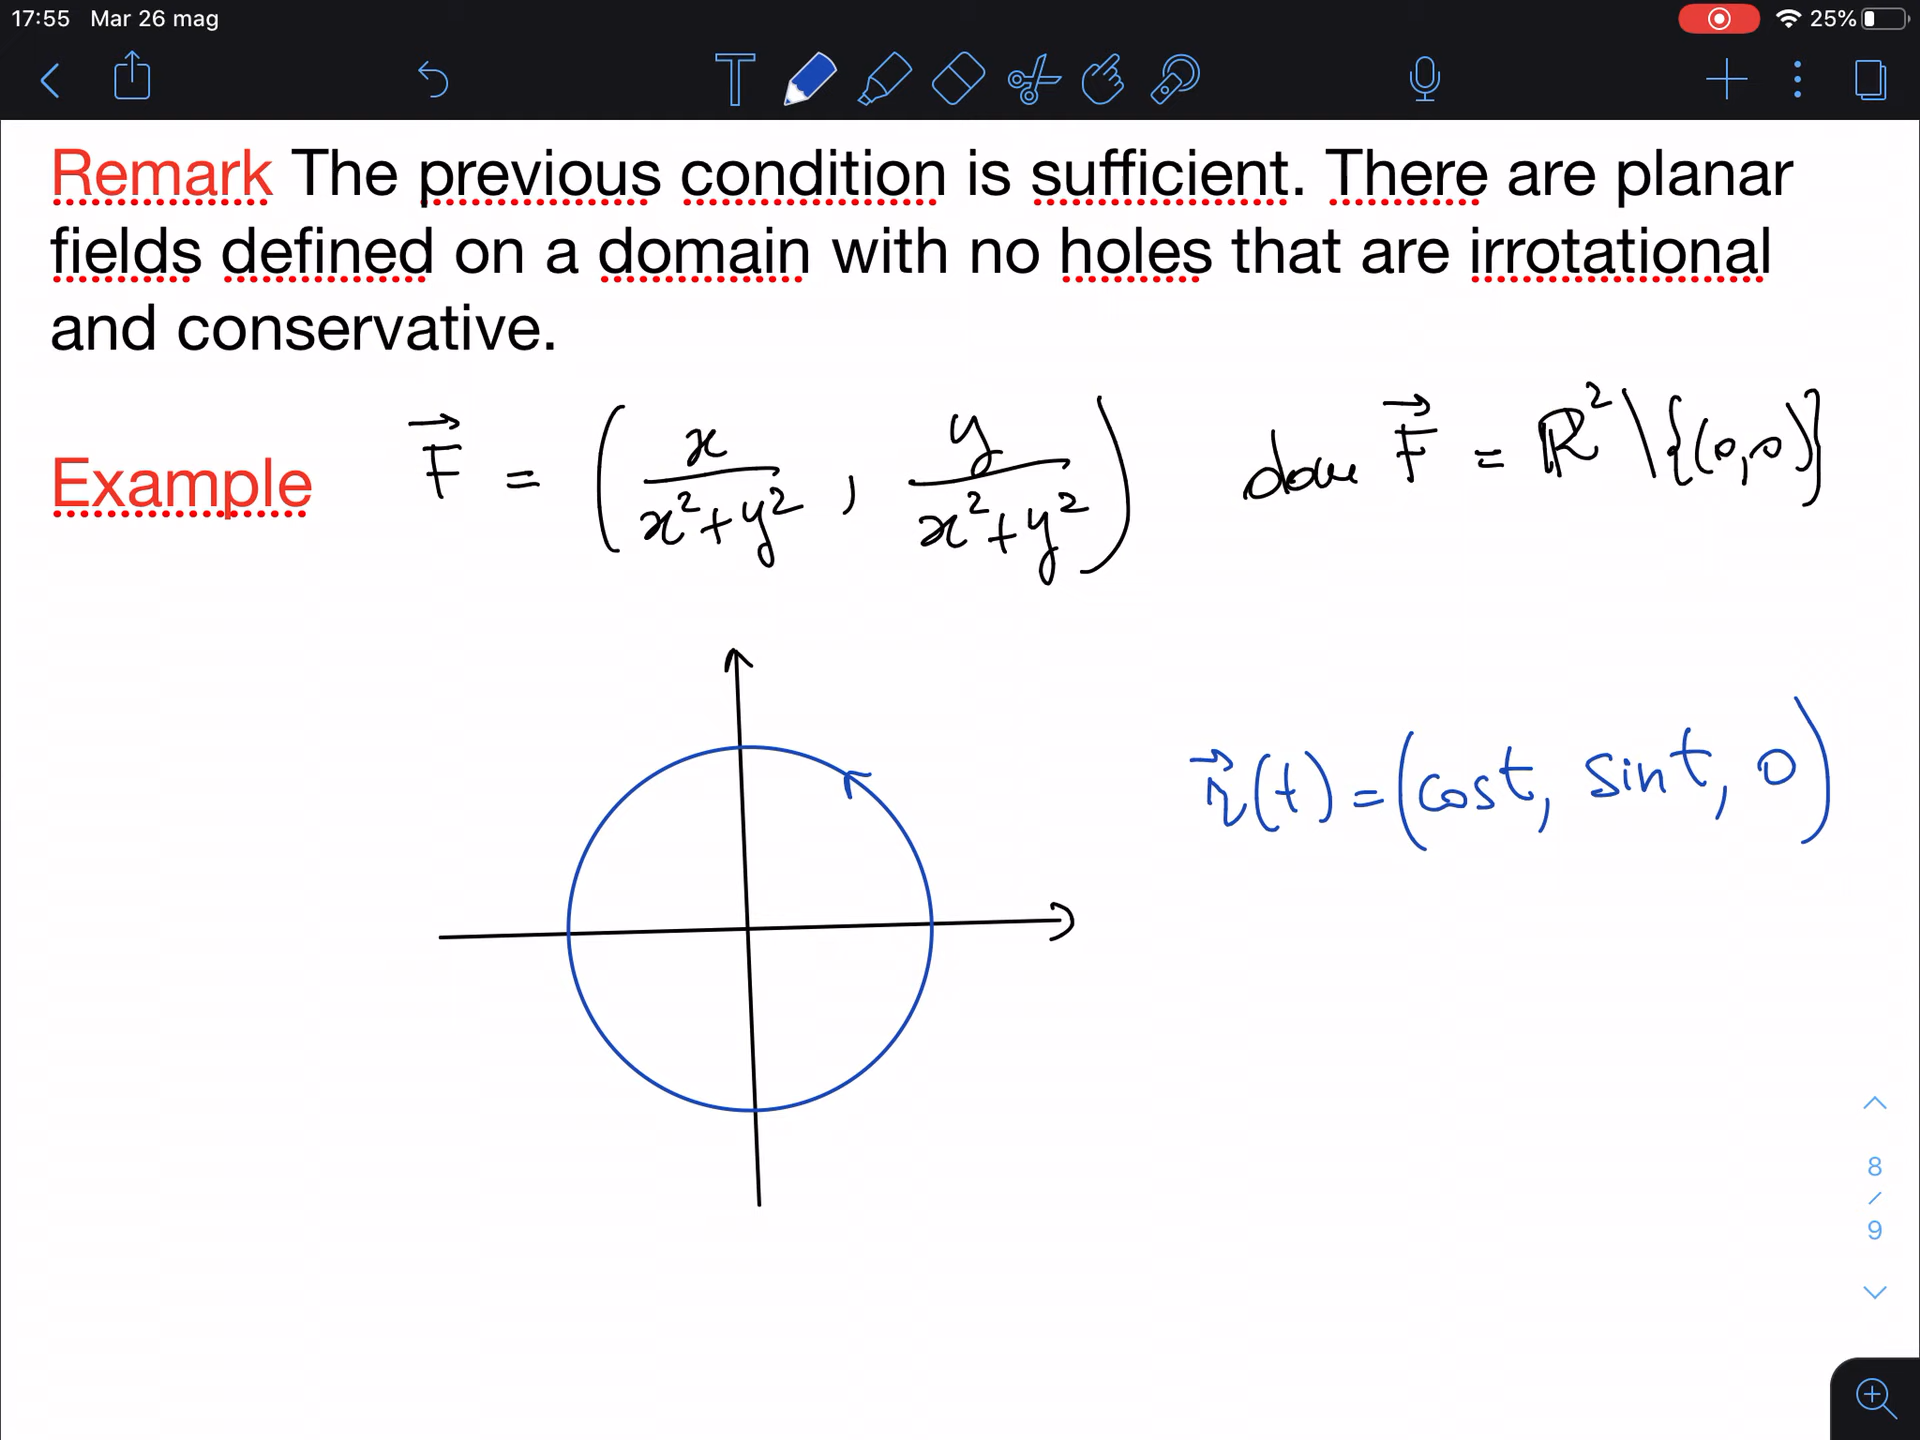 17:55 Mar 26 mag 25%
Remark The previous condition is sufficient. There are planar
fields defined on a domain with no holes that are irrotational
and conservative.
Example F⃗ = (x/(x²+y²), y/(x²+y²)) dom F⃗ = ℝ²\{(0,0)}
r⃗(t) = (cost, sint, 0)
8
/
9